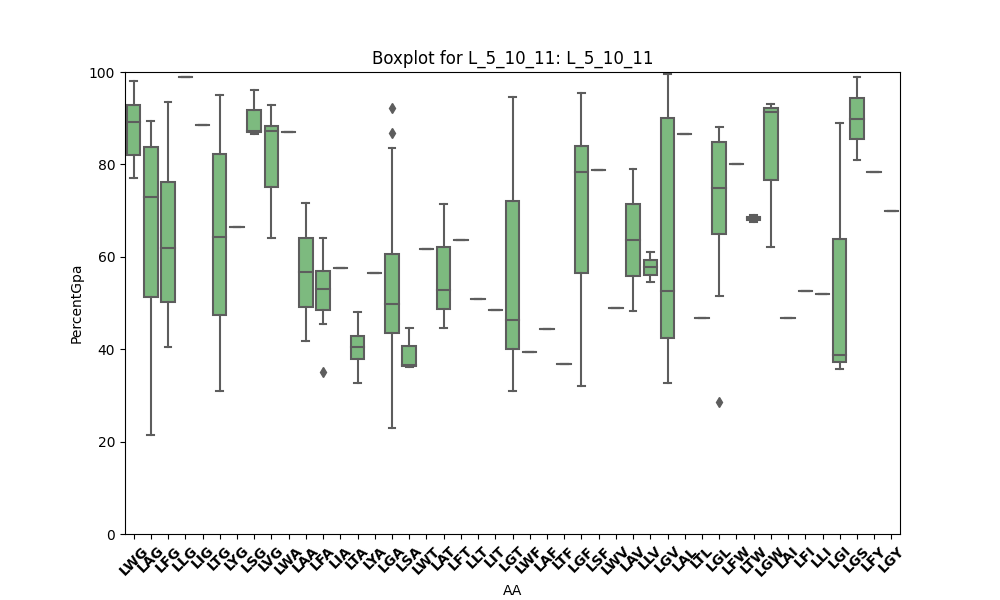 Boxplot for L_5_10_11: L_5_10_11
100
80
60
40
20
0
PercentGpa
LWG LAG LFG LLG LIG LTG LYG LSG LVG LWA LAA LFA LIA LTA LYA LGA LSA LWT LAT LFT LLT LIT LGT LWF LAF LTF LGF LSF LWV LAV LLV LGV LAL LTL LGL LFW LTW LGW LAI LFI LLI LGI LGS LFY LGY
AA